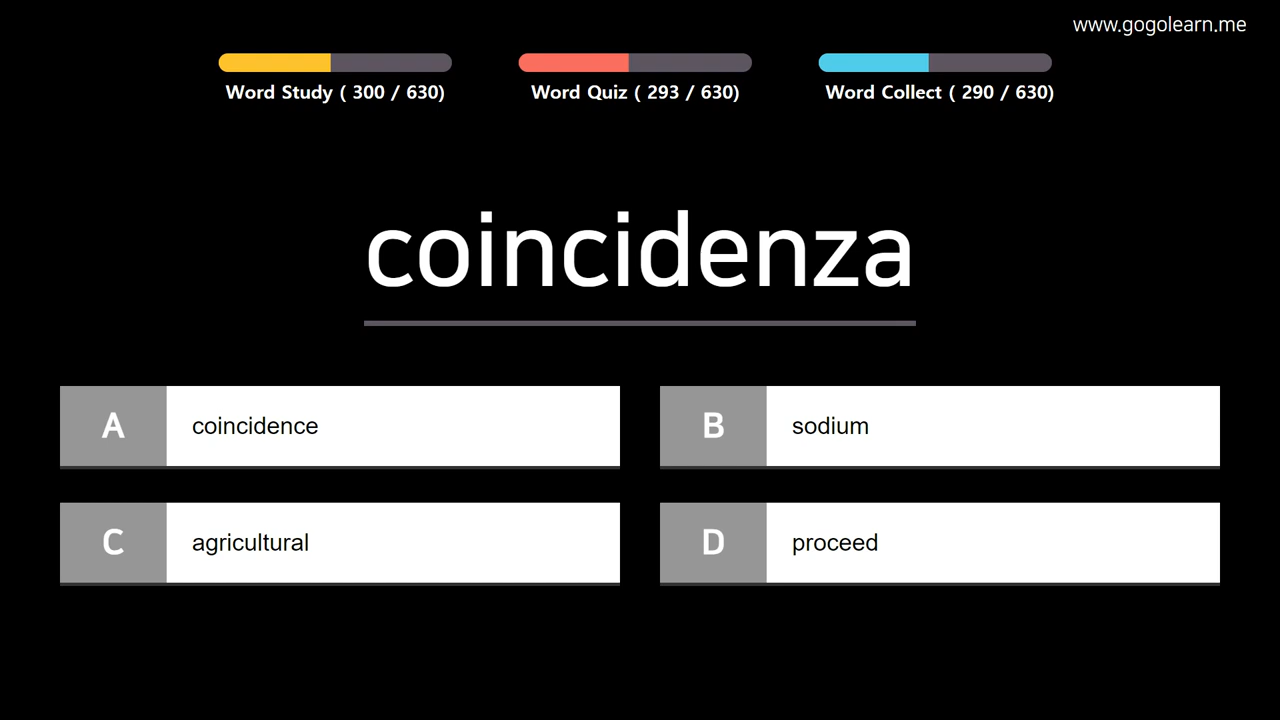 www.gogolearn.me
Word Study ( 300 / 630)
Word Quiz ( 293 / 630)
Word Collect ( 290 / 630)
coincidenza
A coincidence
B sodium
C agricultural
D proceed